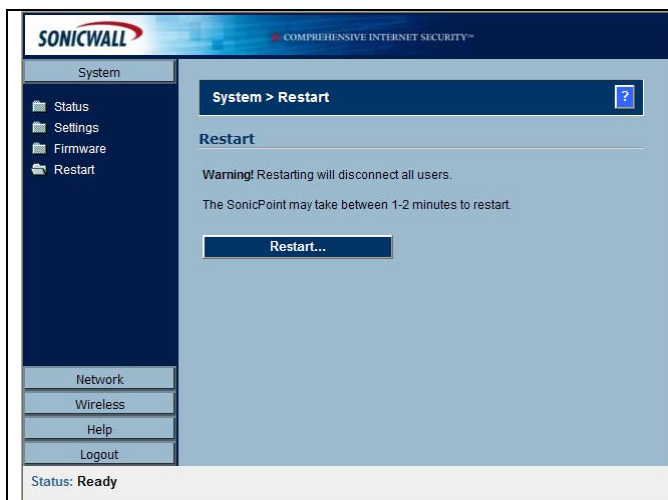 SONICWALL
COMPREHENSIVE INTERNET SECURITY™
System
Status
Settings
Firmware
Restart
Network
Wireless
Help
Logout
System > Restart
?
Restart
Warning! Restarting will disconnect all users.
The SonicPoint may take between 1-2 minutes to restart.
Restart...
Status: Ready